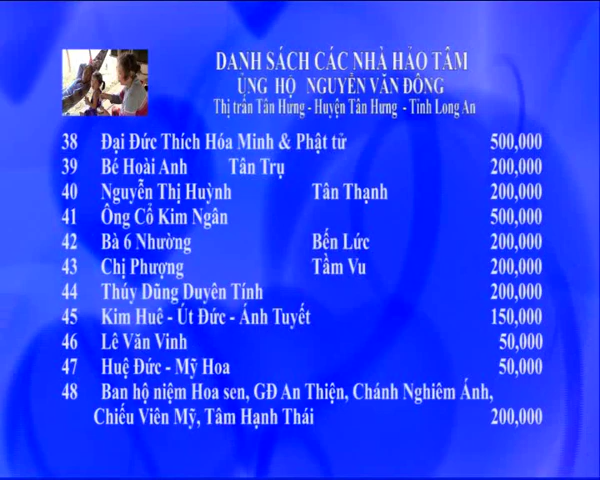 DANH SÁCH CÁC NHÀ HẢO TÂM
ỦNG HỘ NGUYỄN VĂN ĐÔNG
Thị trấn Tân Hưng - Huyện Tân Hưng - Tỉnh Long An
38 Đại Đức Thích Hóa Minh & Phật tử 500,000
39 Bé Hoài Anh Tân Trụ 200,000
40 Nguyễn Thị Huỳnh Tân Thạnh 200,000
41 Ông Cổ Kim Ngân 500,000
42 Bà 6 Nhường Bến Lức 200,000
43 Chị Phượng Tầm Vu 200,000
44 Thúy Dũng Duyên Tính 200,000
45 Kim Huê - Út Đức - Ánh Tuyết 150,000
46 Lê Văn Vinh 50,000
47 Huệ Đức - Mỹ Hoa 50,000
48 Ban hộ niệm Hoa sen, GĐ An Thiện, Chánh Nghiêm Ánh,
Chiếu Viên Mỹ, Tâm Hạnh Thái 200,000